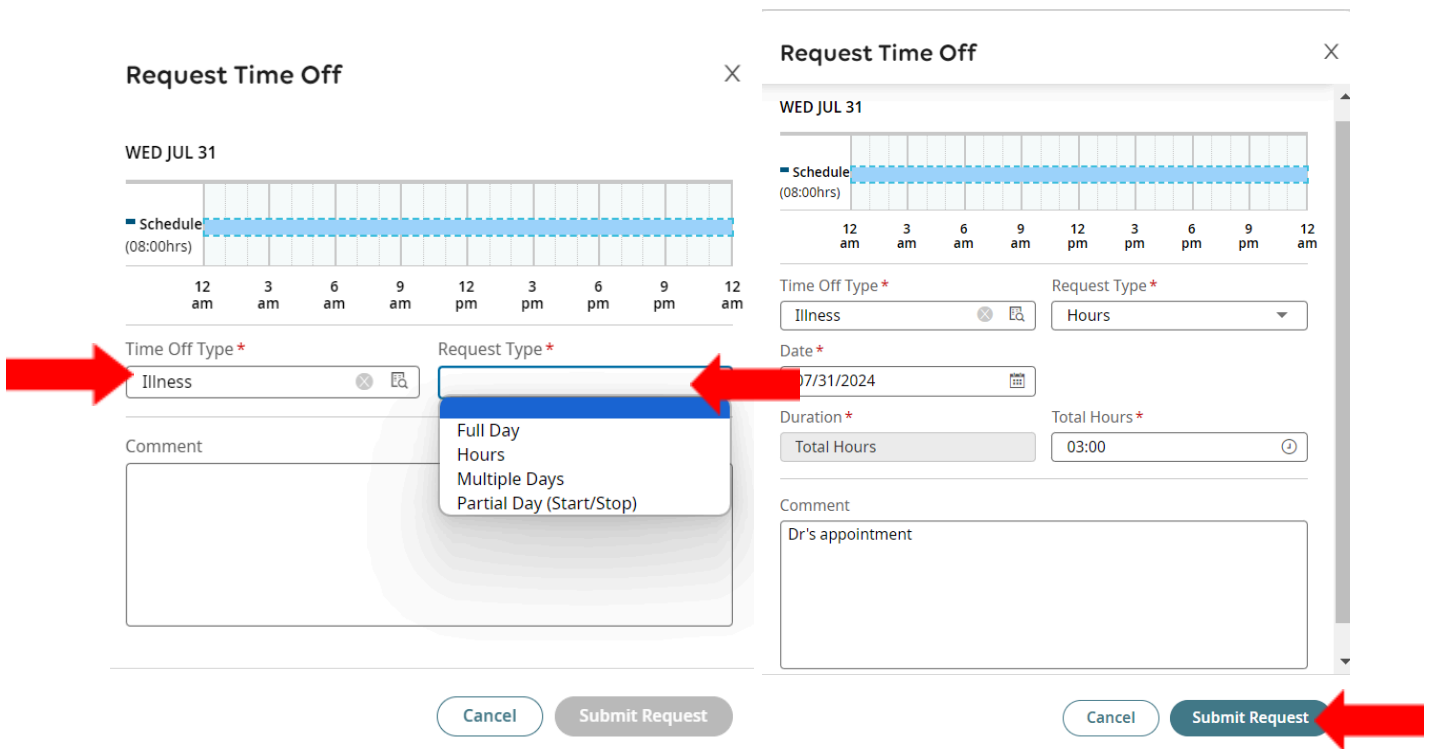 Request Time Off
X
WED JUL 31
Schedule
(08:00hrs)
12 3 6 9 12 3 6 9 12
am am am am pm pm pm pm am
Time Off Type * Request Type *
Illness
Full Day
Hours
Multiple Days
Partial Day (Start/Stop)
Comment
Cancel Submit Request
Request Time Off
X
WED JUL 31
Schedule
(08:00hrs)
12 3 6 9 12 3 6 9 12
am am am am pm pm pm pm am
Time Off Type * Request Type *
Illness Hours
Date *
07/31/2024
Duration * Total Hours *
Total Hours 03:00
Comment
Dr's appointment
Cancel Submit Request